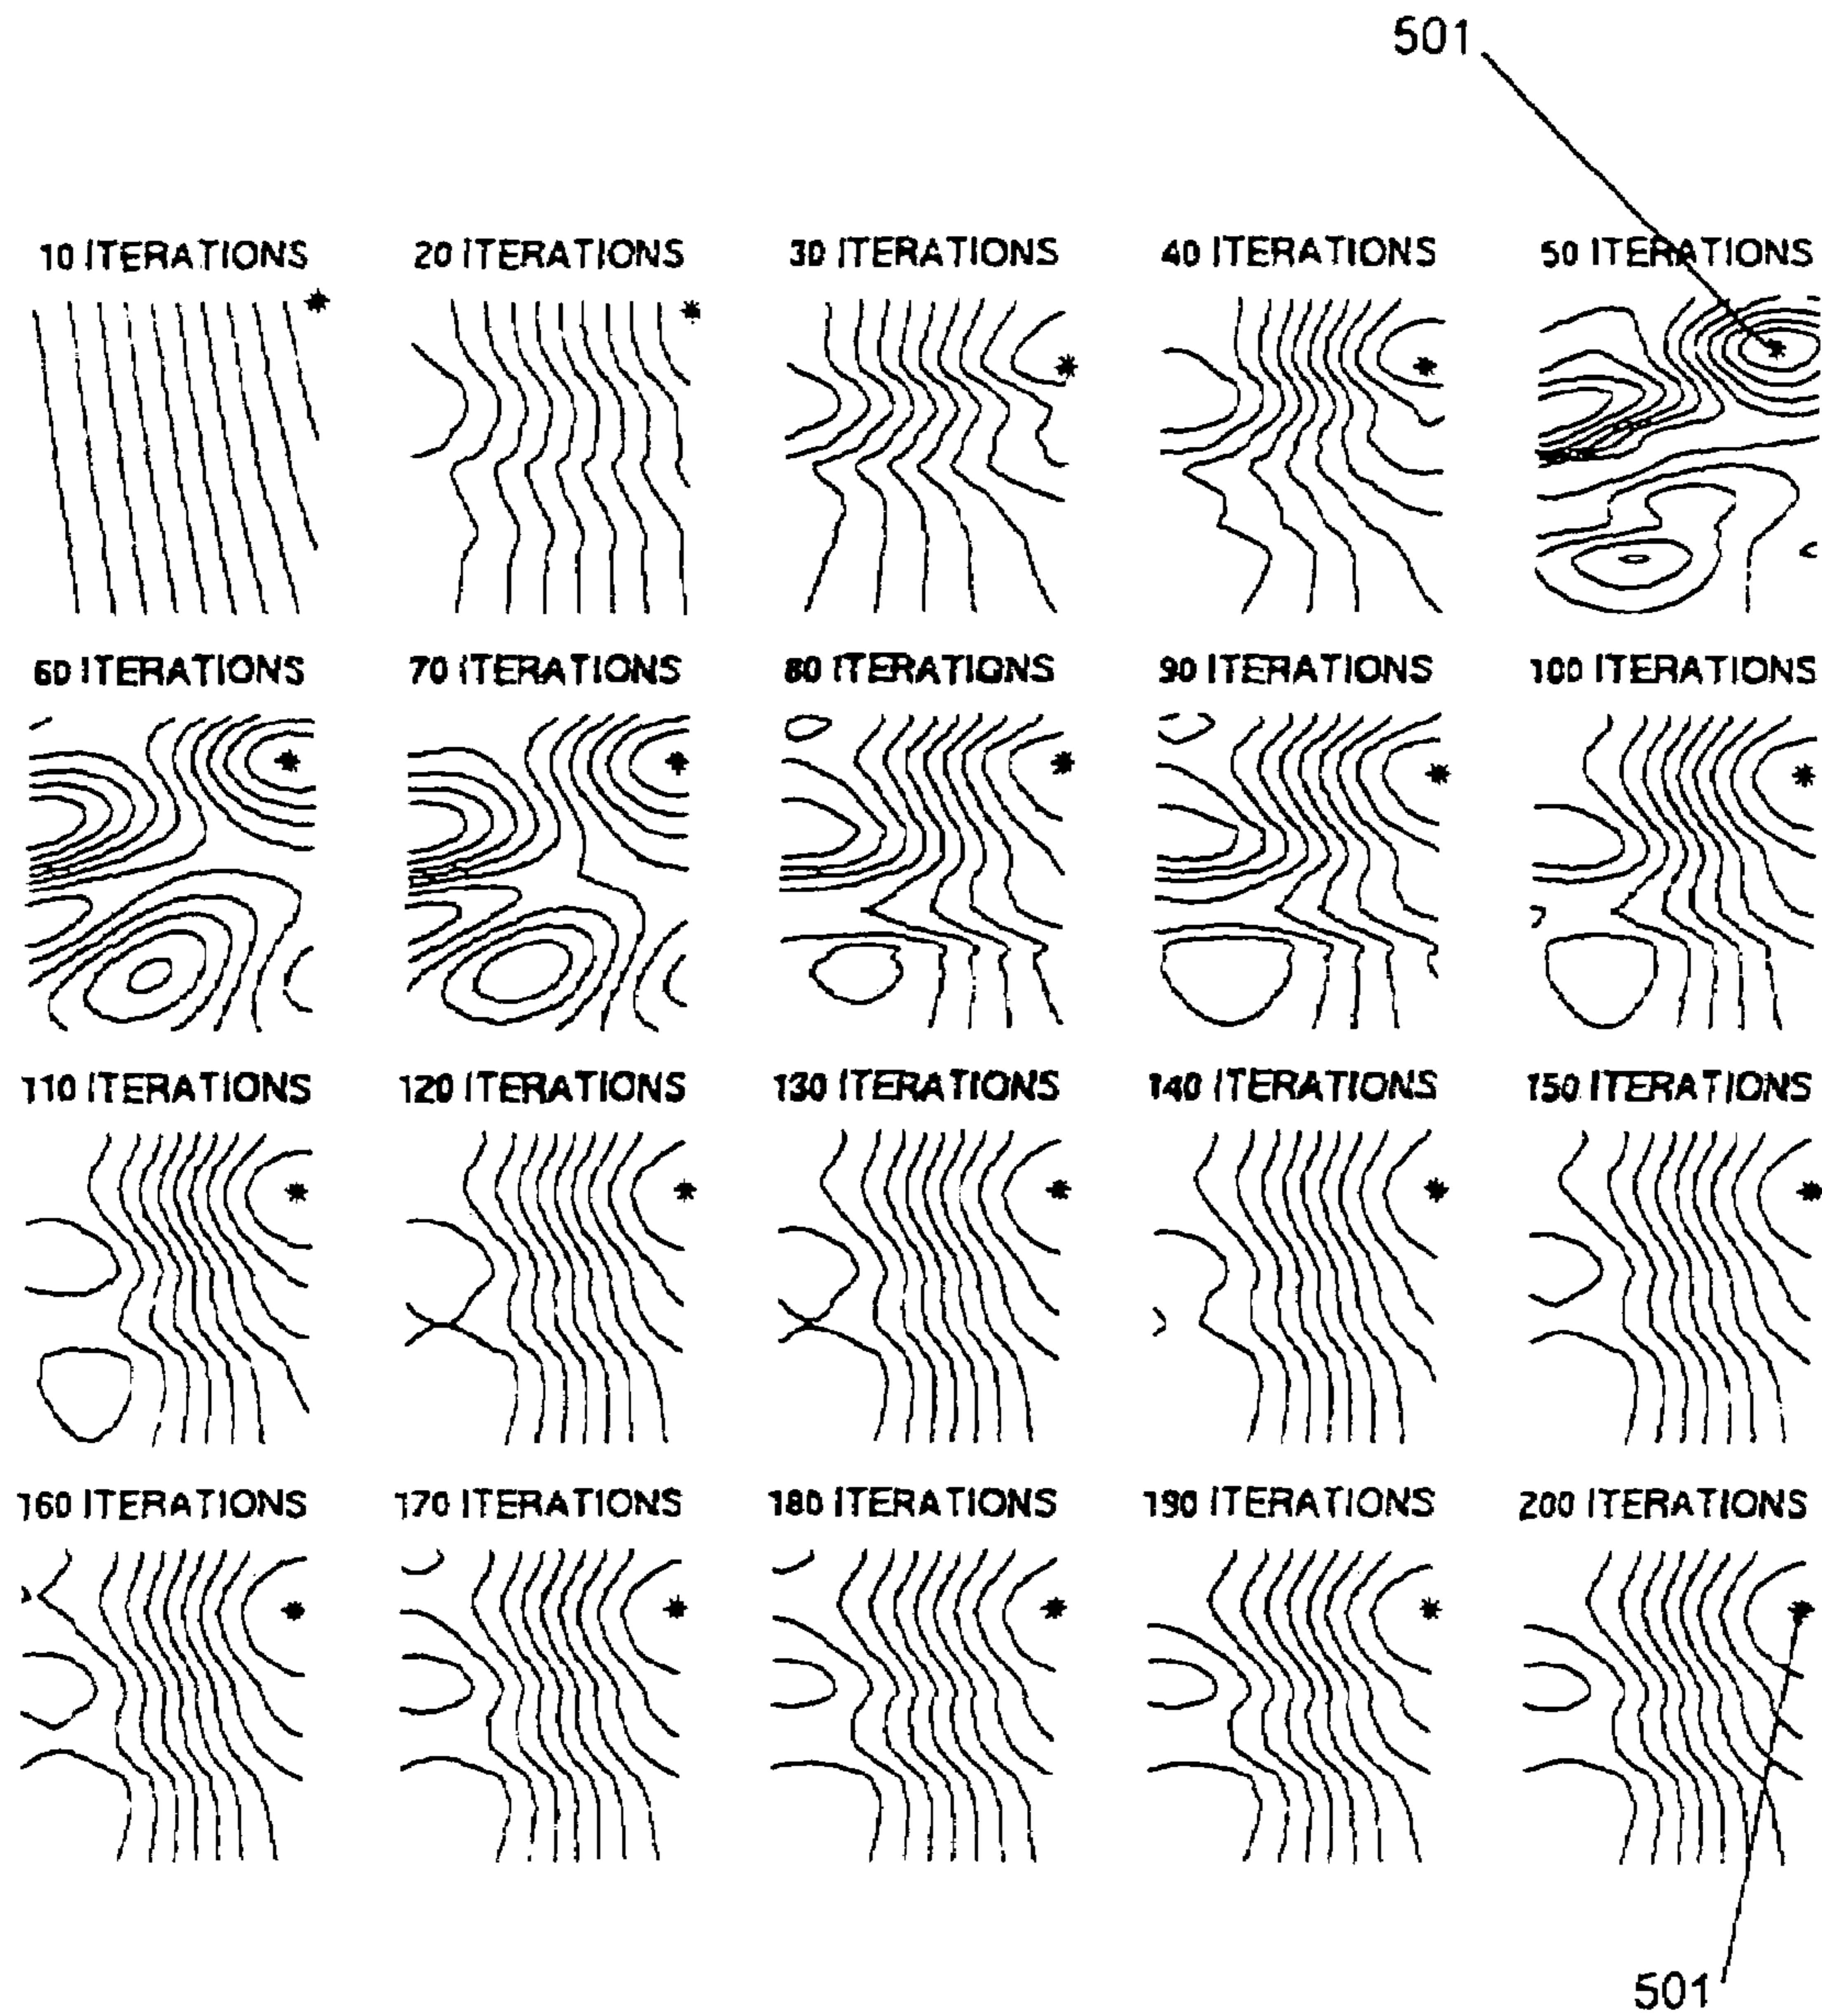 501
10 ITERATIONS
20 ITERATIONS
30 ITERATIONS
40 ITERATIONS
50 ITERATIONS
60 ITERATIONS
70 ITERATIONS
80 ITERATIONS
90 ITERATIONS
100 ITERATIONS
110 ITERATIONS
120 ITERATIONS
130 ITERATIONS
140 ITERATIONS
150 ITERATIONS
160 ITERATIONS
170 ITERATIONS
180 ITERATIONS
190 ITERATIONS
200 ITERATIONS
501